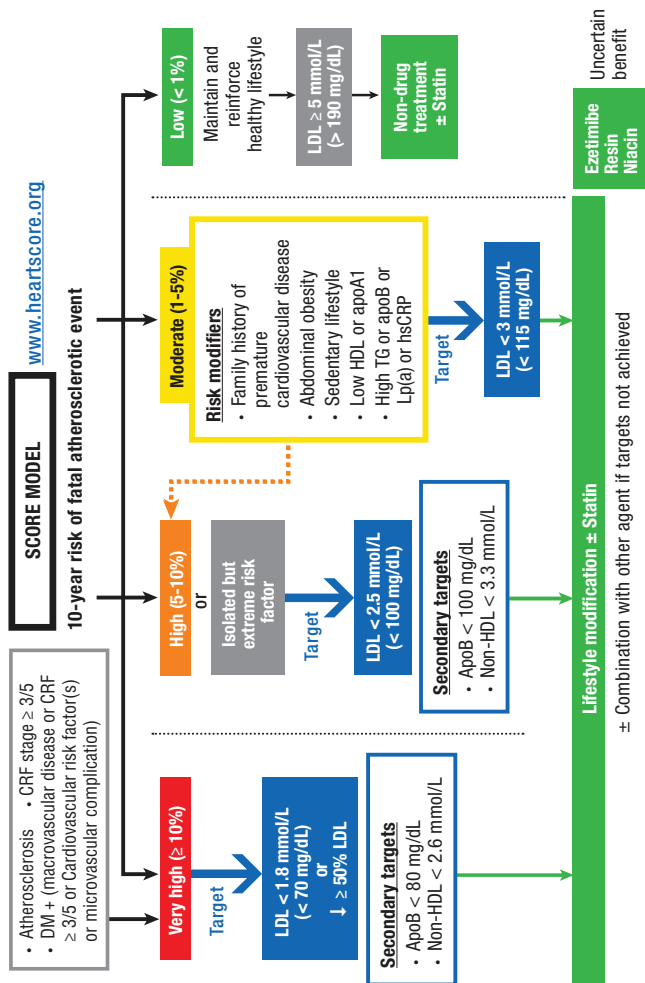 SCORE MODEL
www.heartscore.org
10-year risk of fatal atherosclerotic event
• Atherosclerosis • CRF stage ≥ 3/5
• DM + (macrovascular disease or CRF
≥ 3/5 or Cardiovascular risk factor(s)
or microvascular complication)
Very high (≥ 10%)
Target
LDL < 1.8 mmol/L
(< 70 mg/dL)
or
↓ ≥ 50% LDL
Secondary targets
• ApoB < 80 mg/dL
• Non-HDL < 2.6 mmol/L
High (5-10%)
or
Isolated but
extreme risk
factor
Target
LDL < 2.5 mmol/L
(< 100 mg/dL)
Secondary targets
• ApoB < 100 mg/dL
• Non-HDL < 3.3 mmol/L
Moderate (1-5%)
Risk modifiers
• Family history of
premature
cardiovascular disease
• Abdominal obesity
• Sedentary lifestyle
• Low HDL or apoA1
• High TG or apoB or
Lp(a) or hsCRP
Target
LDL < 3 mmol/L
(< 115 mg/dL)
Low (< 1%)
Maintain and
reinforce
healthy lifestyle
LDL ≥ 5 mmol/L
(> 190 mg/dL)
Non-drug
treatment
± Statin
Lifestyle modification ± Statin
Ezetimibe
Resin
Niacin
Uncertain
benefit
± Combination with other agent if targets not achieved